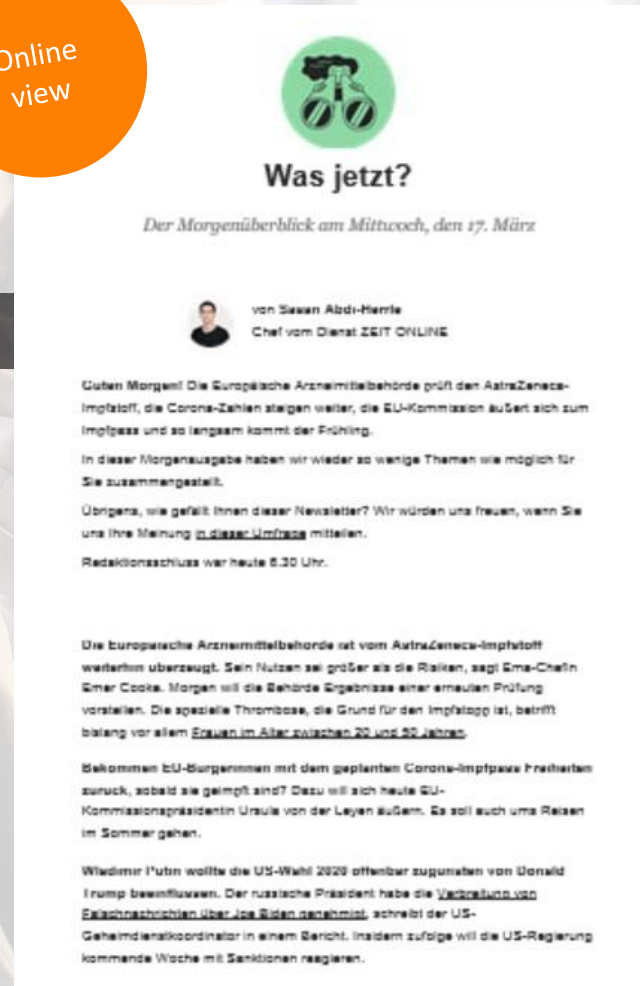 Online
view
Was jetzt?
Der Morgenüberblick am Mittwoch, den 17. März
von Sasan Abdi-Herrle
Chef vom Dienst ZEIT ONLINE
Guten Morgen! Die Europäische Arzneimittelbehörde prüft den AstraZeneca-
Impfstoff, die Corona-Zahlen steigen weiter, die EU-Kommission äußert sich zum
Impfpass und so langsam kommt der Frühling.
In dieser Morgenausgabe haben wir wieder so wenige Themen wie möglich für
Sie zusammengestellt.
Übrigens, wie gefällt Ihnen dieser Newsletter? Wir würden uns freuen, wenn Sie
uns Ihre Meinung in dieser Umfrage mitteilen.
Redaktionsschluss war heute 6.30 Uhr.
Die Europäische Arzneimittelbehörde ist vom AstraZeneca-Impfstoff
weiterhin überzeugt. Sein Nutzen sei größer als die Risiken, sagt Ema-Chefin
Emer Cooke. Morgen will die Behörde Ergebnisse einer erneuten Prüfung
vorstellen. Die spezielle Thrombose, die Grund für den Impfstopp ist, betrifft
bislang vor allem Frauen im Alter zwischen 20 und 50 Jahren.
Bekommen EU-Bürgerinnen mit dem geplanten Corona-Impfpass Freiheiten
zurück, sobald sie geimpft sind? Dazu will sich heute EU-
Kommissionspräsidentin Ursula von der Leyen äußern. Es soll auch ums Reisen
im Sommer gehen.
Wladimir Putin wollte die US-Wahl 2020 offenbar zugunsten von Donald
Trump beeinflussen. Der russische Präsident habe die Verbreitung von
Falschnachrichten über Joe Biden genehmigt, schreibt der US-
Geheimdienstkoordinator in einem Bericht. Insidern zufolge will die US-Regierung
kommende Woche mit Sanktionen reagieren.